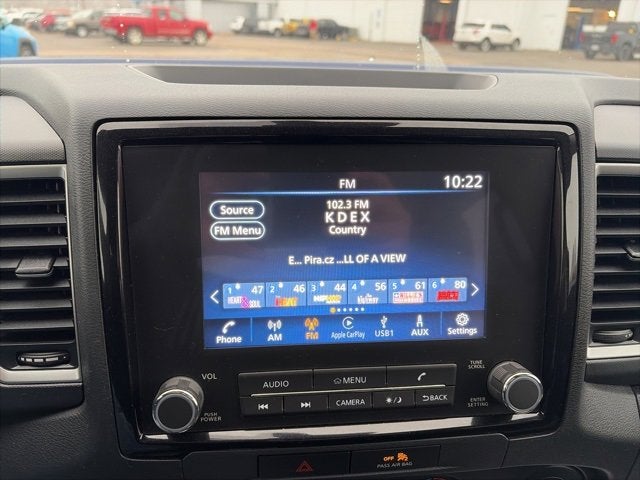 FM 10:22
102.3 FM
Source
KDEX
FM Menu
Country
E... Pira.cz ...LL OF A VIEW
1 47 2 46 3 44 4 56 5 61 6 80
HEART & SOUL
Phone AM FM Apple CarPlay USB1 AUX Settings
VOL
AUDIO MENU
TUNE SCROLL
PUSH POWER
CAMERA BACK
ENTER SETTING
OFF
PASS AIR BAG